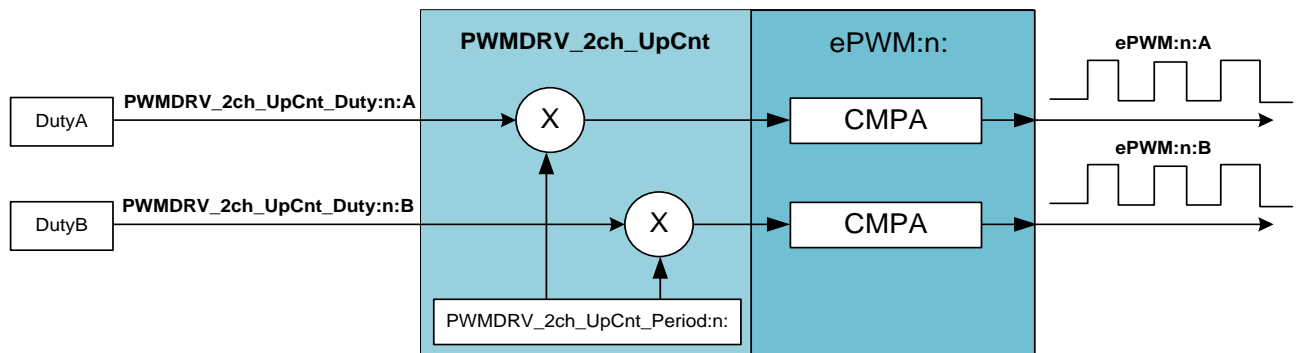 PWMDRV_2ch_UpCnt
ePWM:n:
ePWM:n:A
PWMDRV_2ch_UpCnt_Duty:n:A
DutyA
X
CMPA
ePWM:n:B
PWMDRV_2ch_UpCnt_Duty:n:B
DutyB
X
CMPA
PWMDRV_2ch_UpCnt_Period:n: